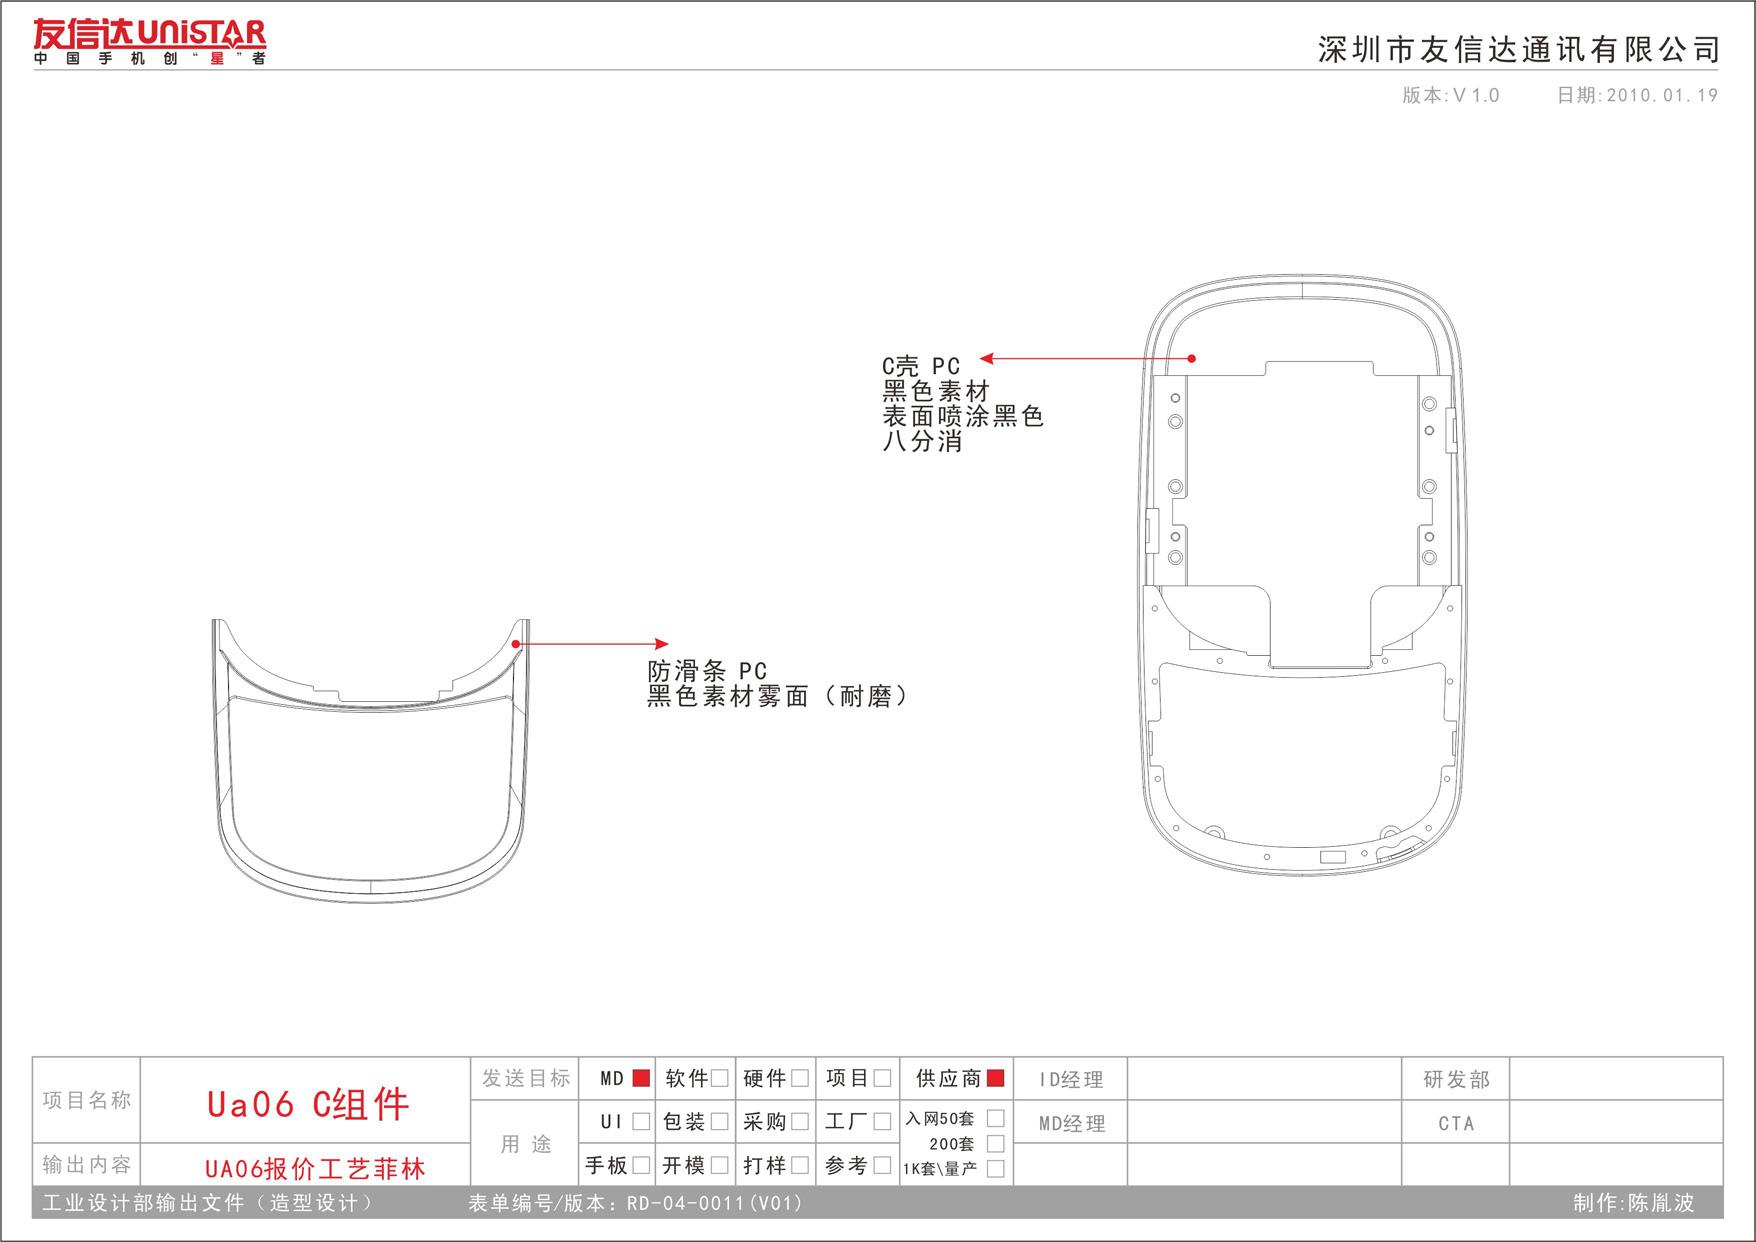 友信达UNISTAR
中国手机创“星”者
深圳市友信达通讯有限公司
版本:V1.0 日期:2010.01.19
C壳 PC
黑色素材
表面喷涂黑色
八分消
防滑条 PC
黑色素材雾面（耐磨）
项目名称 Ua06 C组件
输出内容 UA06报价工艺菲林
发送目标 MD 软件 硬件 项目 供应商 ID经理 研发部
用途 UI 包装 采购 工厂 入网50套 MD经理 CTA
200套
手板 开模 打样 参考 1K套\量产
工业设计部输出文件（造型设计） 表单编号/版本：RD-04-0011(V01) 制作:陈胤波